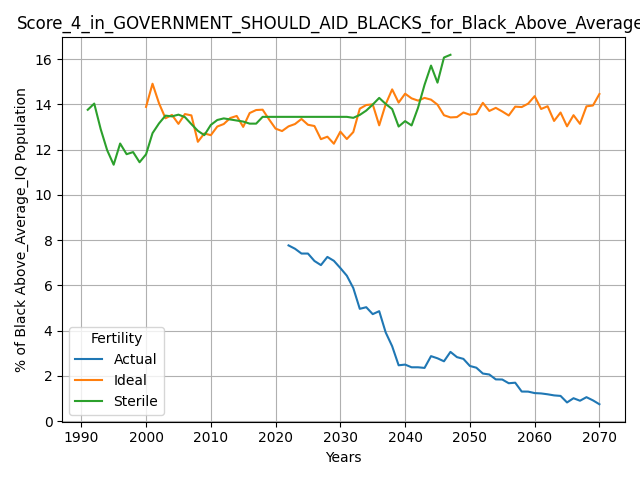 Score_4_in_GOVERNMENT_SHOULD_AID_BLACKS_for_Black_Above_Average
% of Black Above_Average_IQ Population
16
14
12
10
8
6
4
2
0
Fertility
Actual
Ideal
Sterile
1990 2000 2010 2020 2030 2040 2050 2060 2070
Years